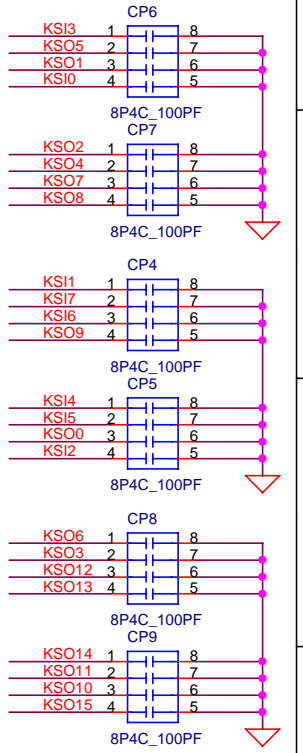 CP6
KSI3 1 8
KSO5 2 7
KSO1 3 6
KSI0 4 5
8P4C_100PF
CP7
KSO2 1 8
KSO4 2 7
KSO7 3 6
KSO8 4 5
8P4C_100PF
CP4
KSI1 1 8
KSI7 2 7
KSI6 3 6
KSO9 4 5
8P4C_100PF
CP5
KSI4 1 8
KSI5 2 7
KSO0 3 6
KSI2 4 5
8P4C_100PF
CP8
KSO6 1 8
KSO3 2 7
KSO12 3 6
KSO13 4 5
8P4C_100PF
CP9
KSO14 1 8
KSO11 2 7
KSO10 3 6
KSO15 4 5
8P4C_100PF